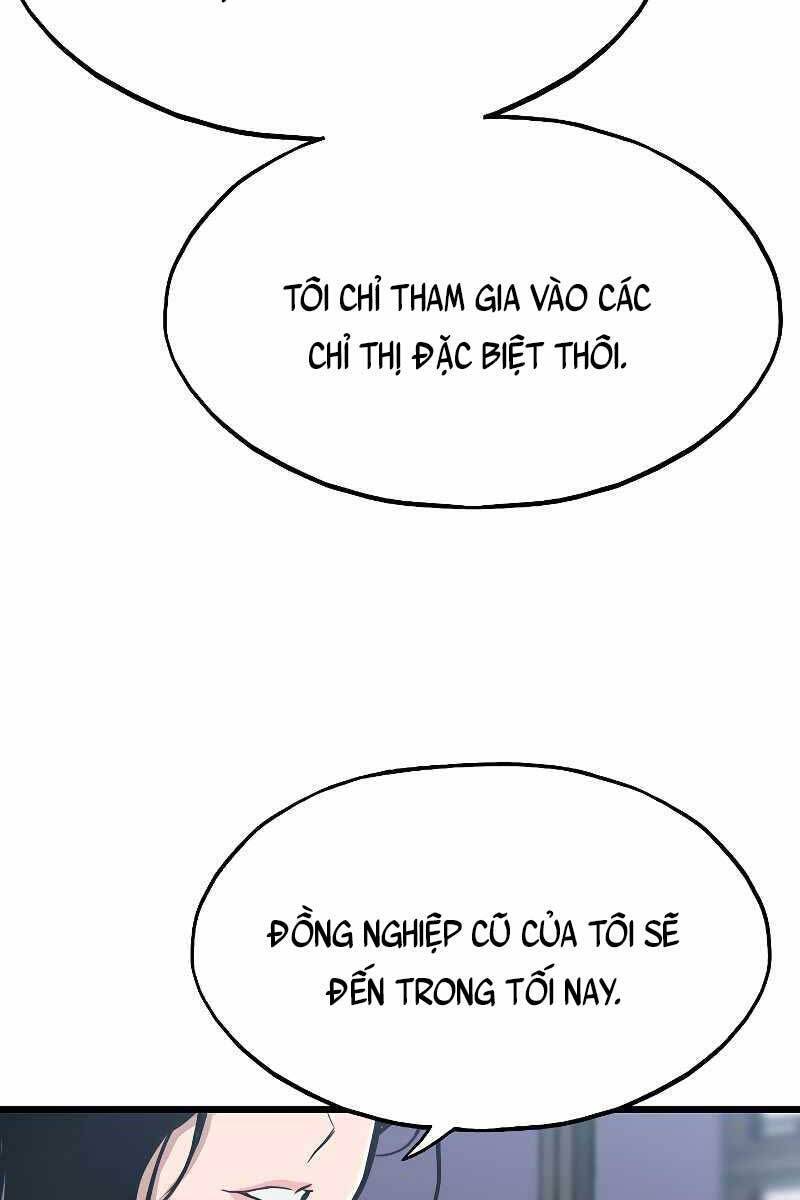 TÔI CHỈ THAM GIA VÀO CÁC
CHỈ THỊ ĐẶC BIỆT THÔI.
ĐỒNG NGHIỆP CŨ CỦA TÔI SẼ
ĐẾN TRONG TỐI NAY.